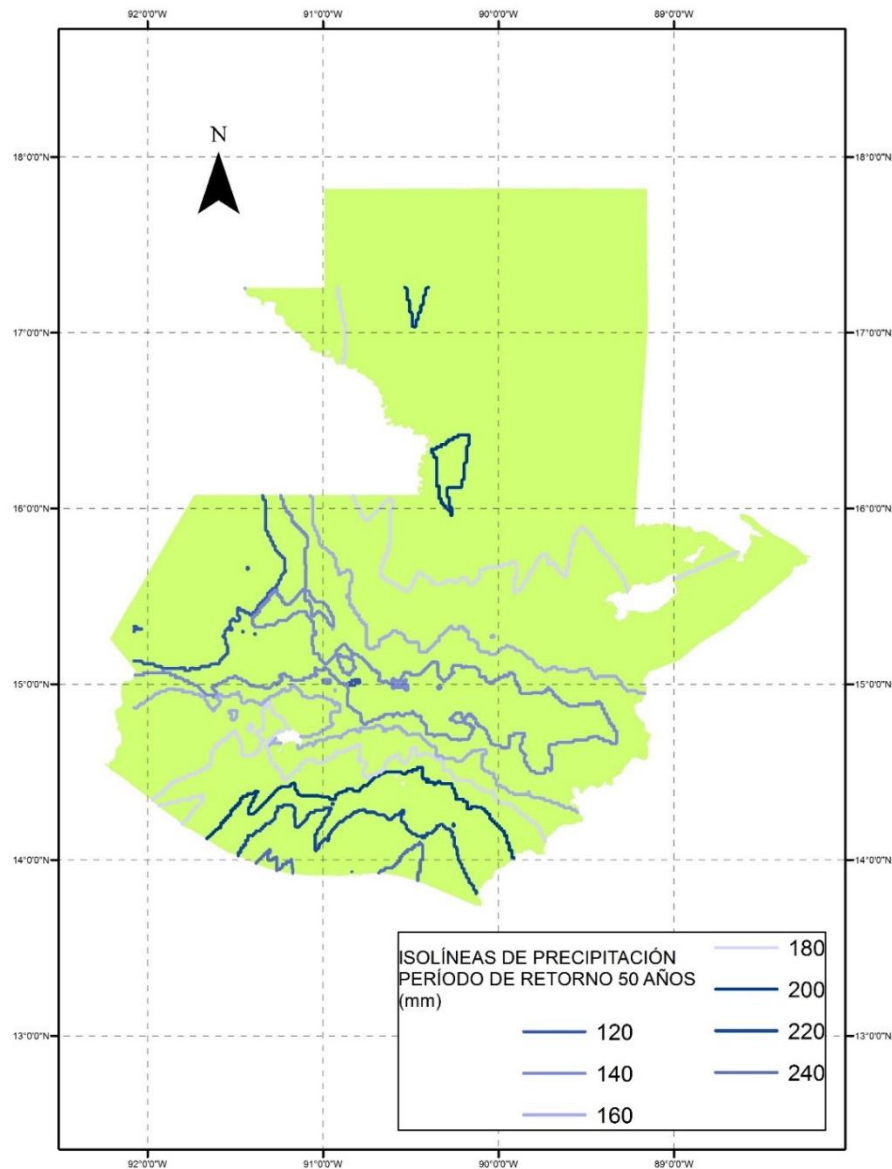 92°0'0"W 91°0'0"W 90°0'0"W 89°0'0"W
N
18°0'0"N 18°0'0"N
17°0'0"N 17°0'0"N
16°0'0"N 16°0'0"N
15°0'0"N 15°0'0"N
14°0'0"N 14°0'0"N
13°0'0"N 13°0'0"N
ISOLÍNEAS DE PRECIPITACIÓN
PERÍODO DE RETORNO 50 AÑOS
(mm)
120
140
160
180
200
220
240
92°0'0"W 91°0'0"W 90°0'0"W 89°0'0"W